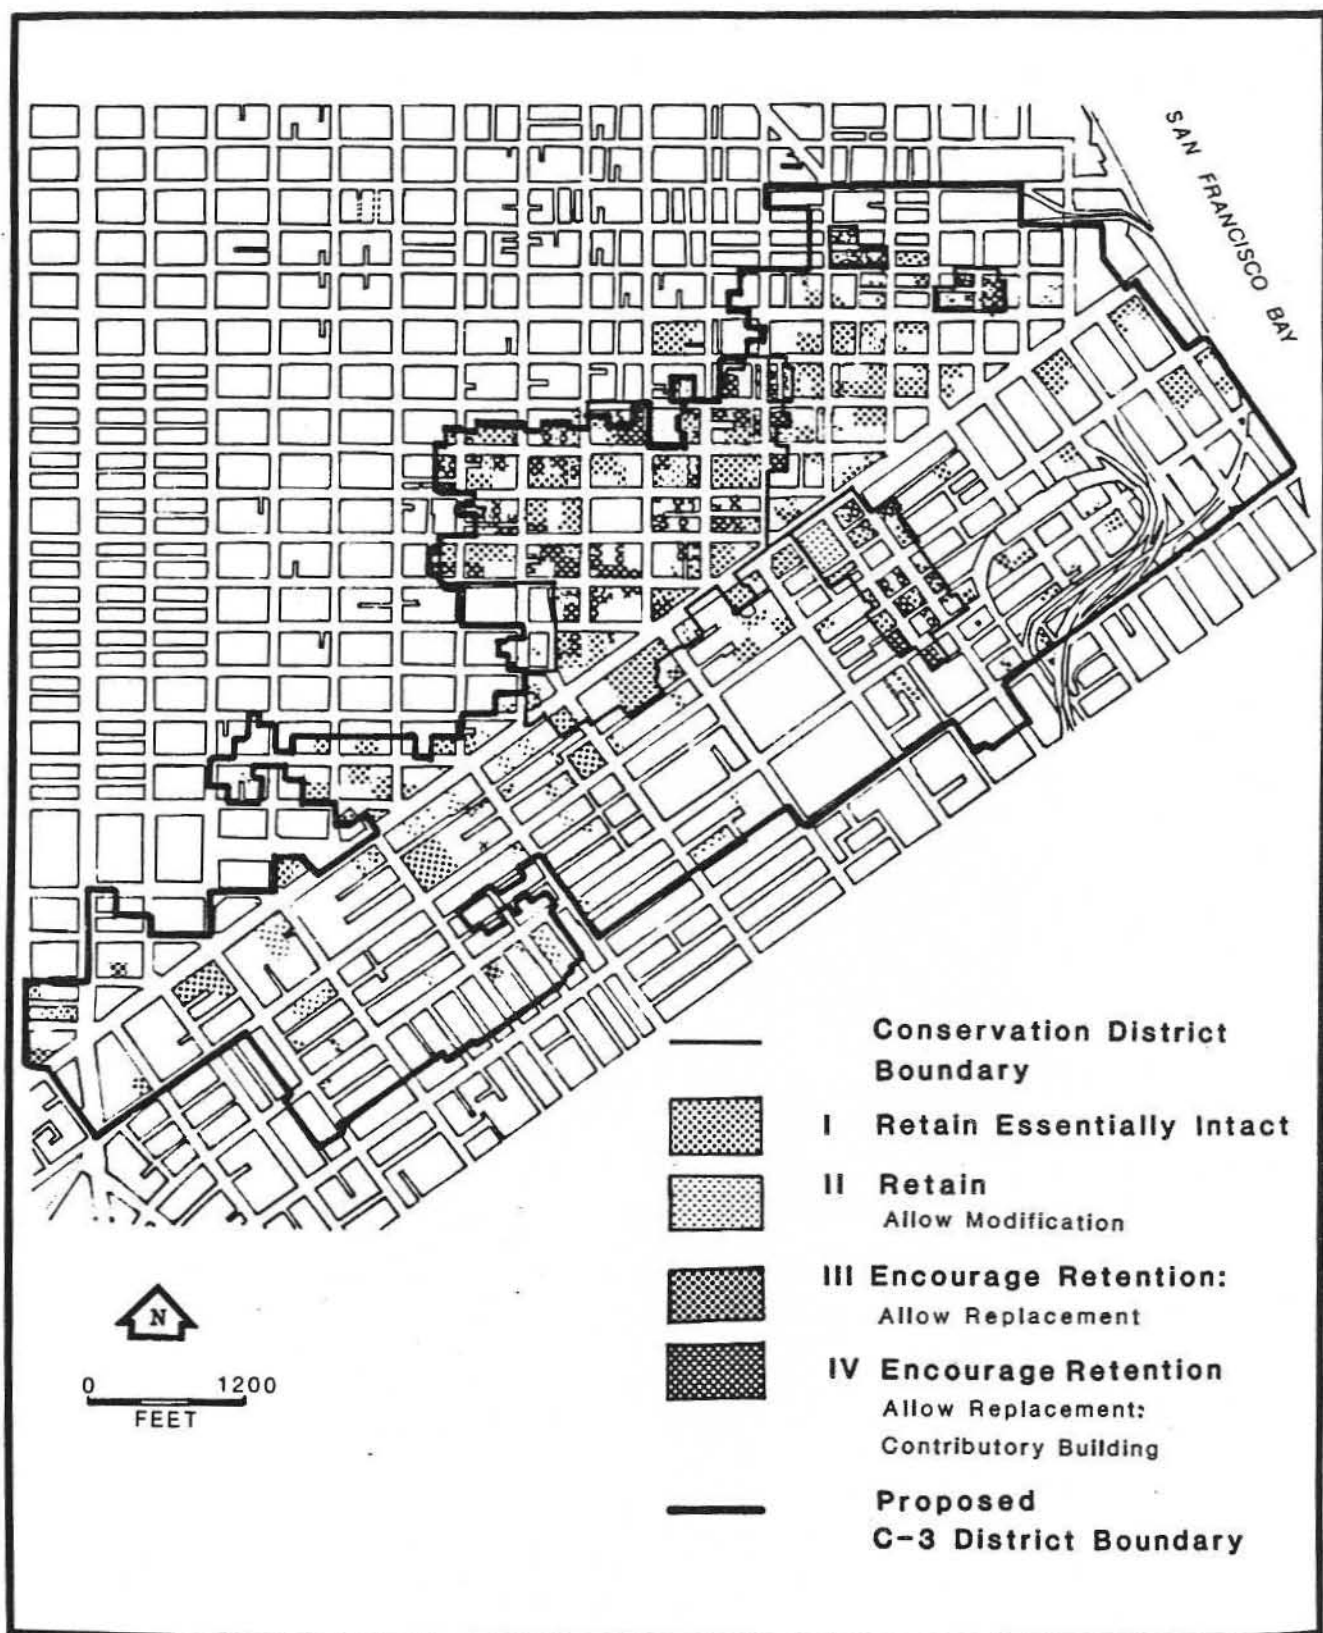 SAN FRANCISCO BAY
Conservation District
Boundary
I Retain Essentially Intact
II Retain
Allow Modification
III Encourage Retention:
Allow Replacement
IV Encourage Retention
Allow Replacement:
Contributory Building
Proposed
C-3 District Boundary
N
0 1200
FEET